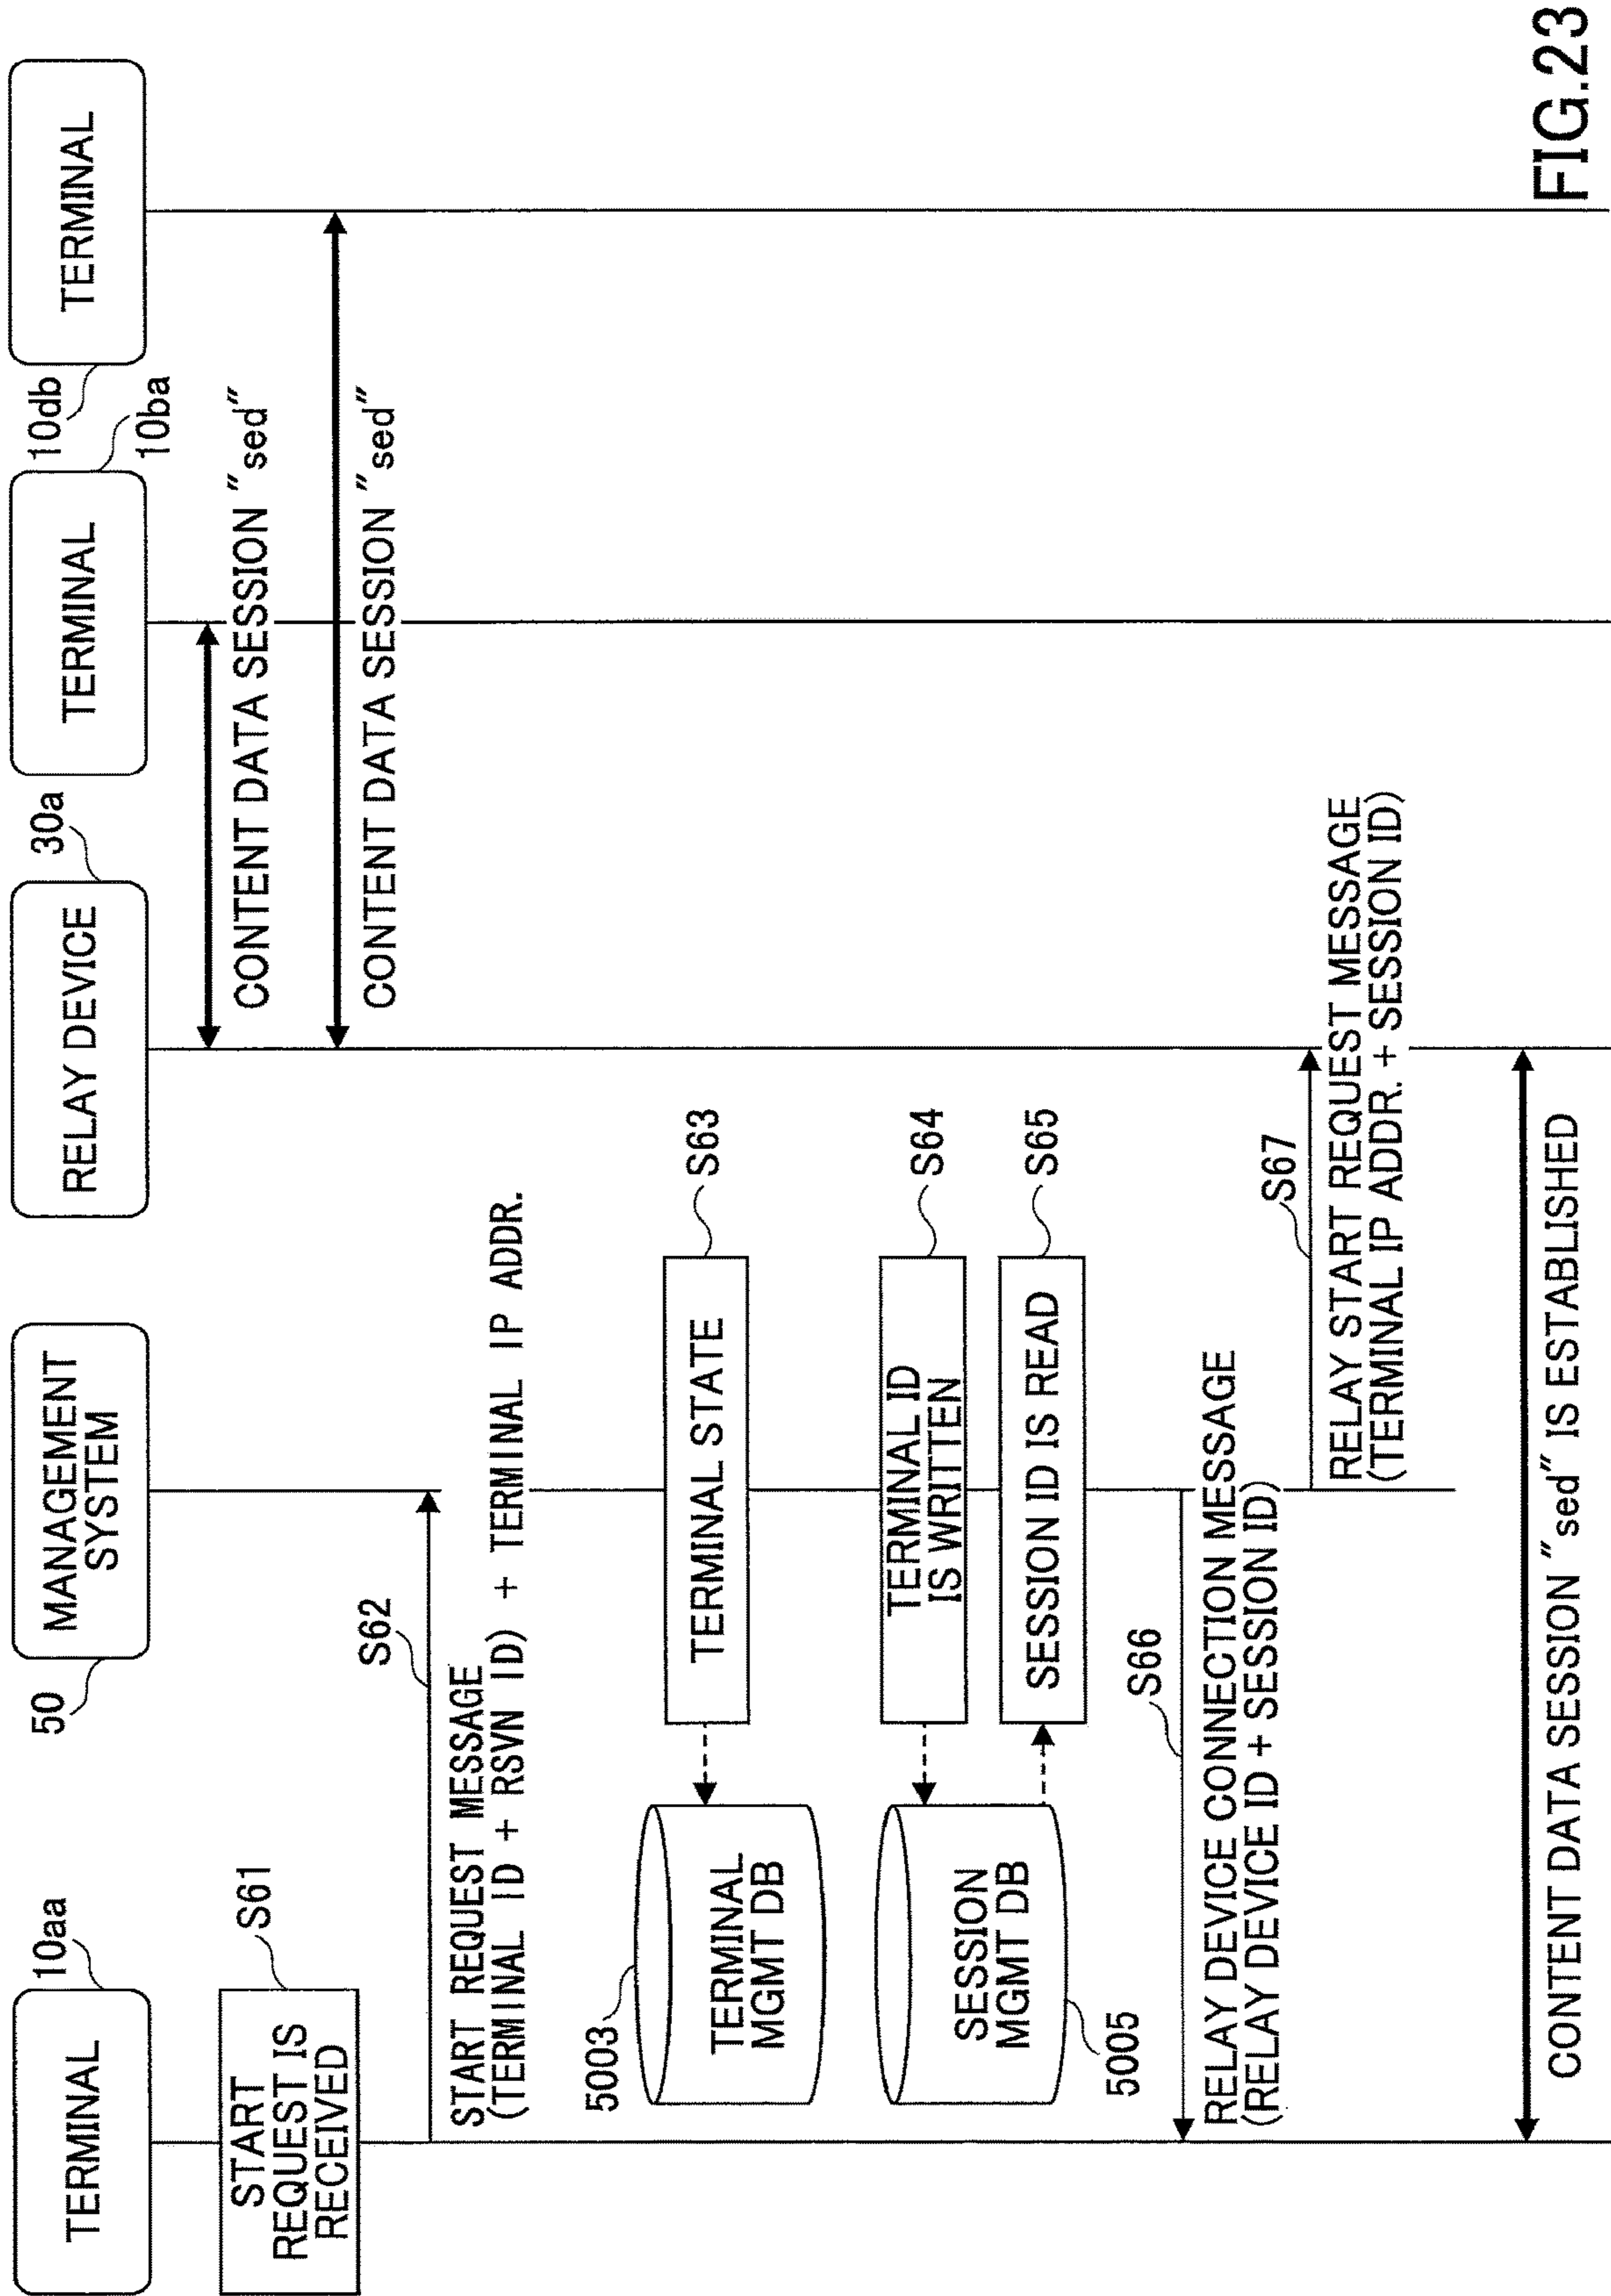 TERMINAL
10aa
50
MANAGEMENT
SYSTEM
RELAY DEVICE
30a
TERMINAL
10ba
10db
TERMINAL
START
REQUEST IS
RECEIVED
S61
CONTENT DATA SESSION "sed"
CONTENT DATA SESSION "sed"
S62
START REQUEST MESSAGE
(TERMINAL ID + RSVN ID) + TERMINAL IP ADDR.
5003
TERMINAL
MGMT DB
TERMINAL STATE
S63
SESSION
MGMT DB
5005
TERMINAL ID
IS WRITTEN
S64
SESSION ID IS READ
S65
S66
RELAY DEVICE CONNECTION MESSAGE
(RELAY DEVICE ID + SESSION ID)
S67
RELAY START REQUEST MESSAGE
(TERMINAL IP ADDR. + SESSION ID)
CONTENT DATA SESSION "sed" IS ESTABLISHED
FIG.23